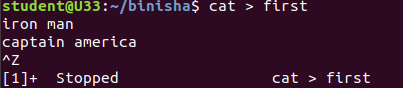 student@U33:~/binisha$ cat > first
iron man
captain america
^Z
[1]+  Stopped                 cat > first